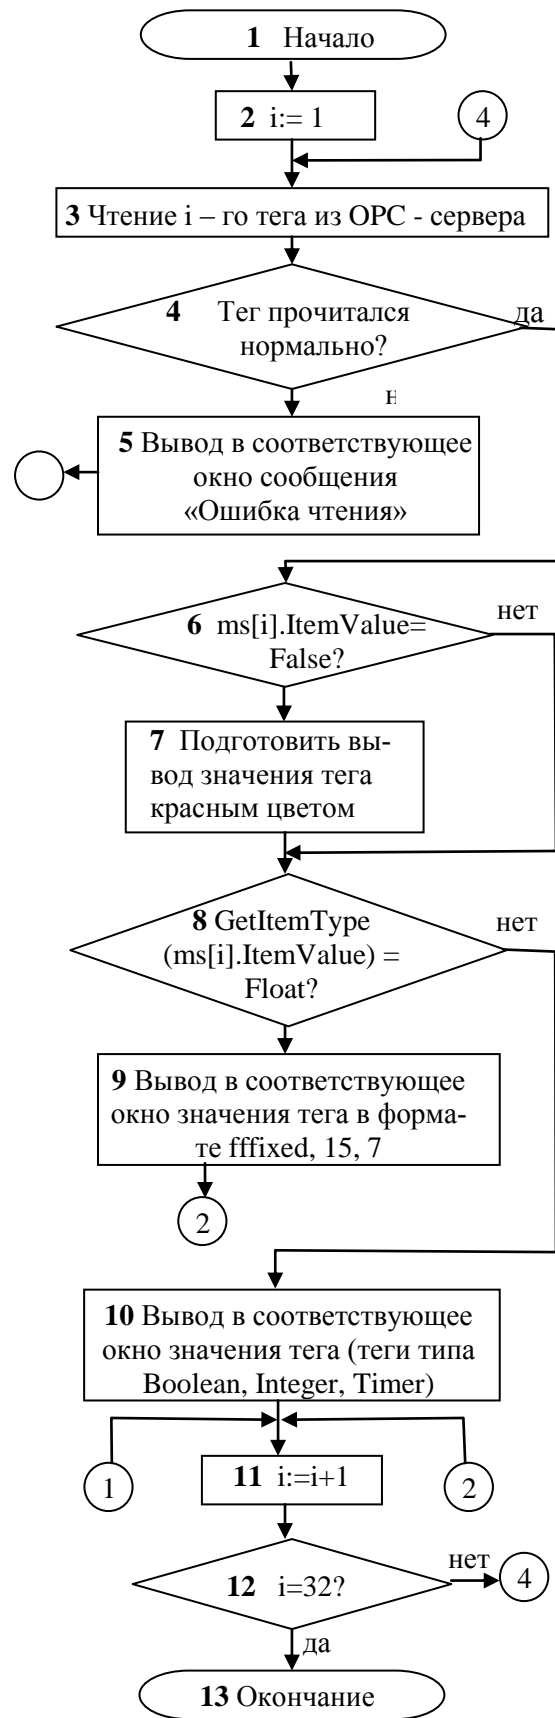 1 Начало
2 i:= 1
4
3 Чтение i – го тега из ОРС - сервера
4 Тег прочитался
нормально?
да
н
5 Вывод в соответствующее
окно сообщения
«Ошибка чтения»
6 ms[i].ItemValue=
False?
нет
7 Подготовить вы-
вод значения тега
красным цветом
8 GetItemType
(ms[i].ItemValue) =
Float?
нет
9 Вывод в соответствующее
окно значения тега в форма-
те fffixed, 15, 7
2
10 Вывод в соответствующее
окно значения тега (теги типа
Boolean, Integer, Timer)
1
11 i:=i+1
2
12 i=32?
нет
4
да
13 Окончание